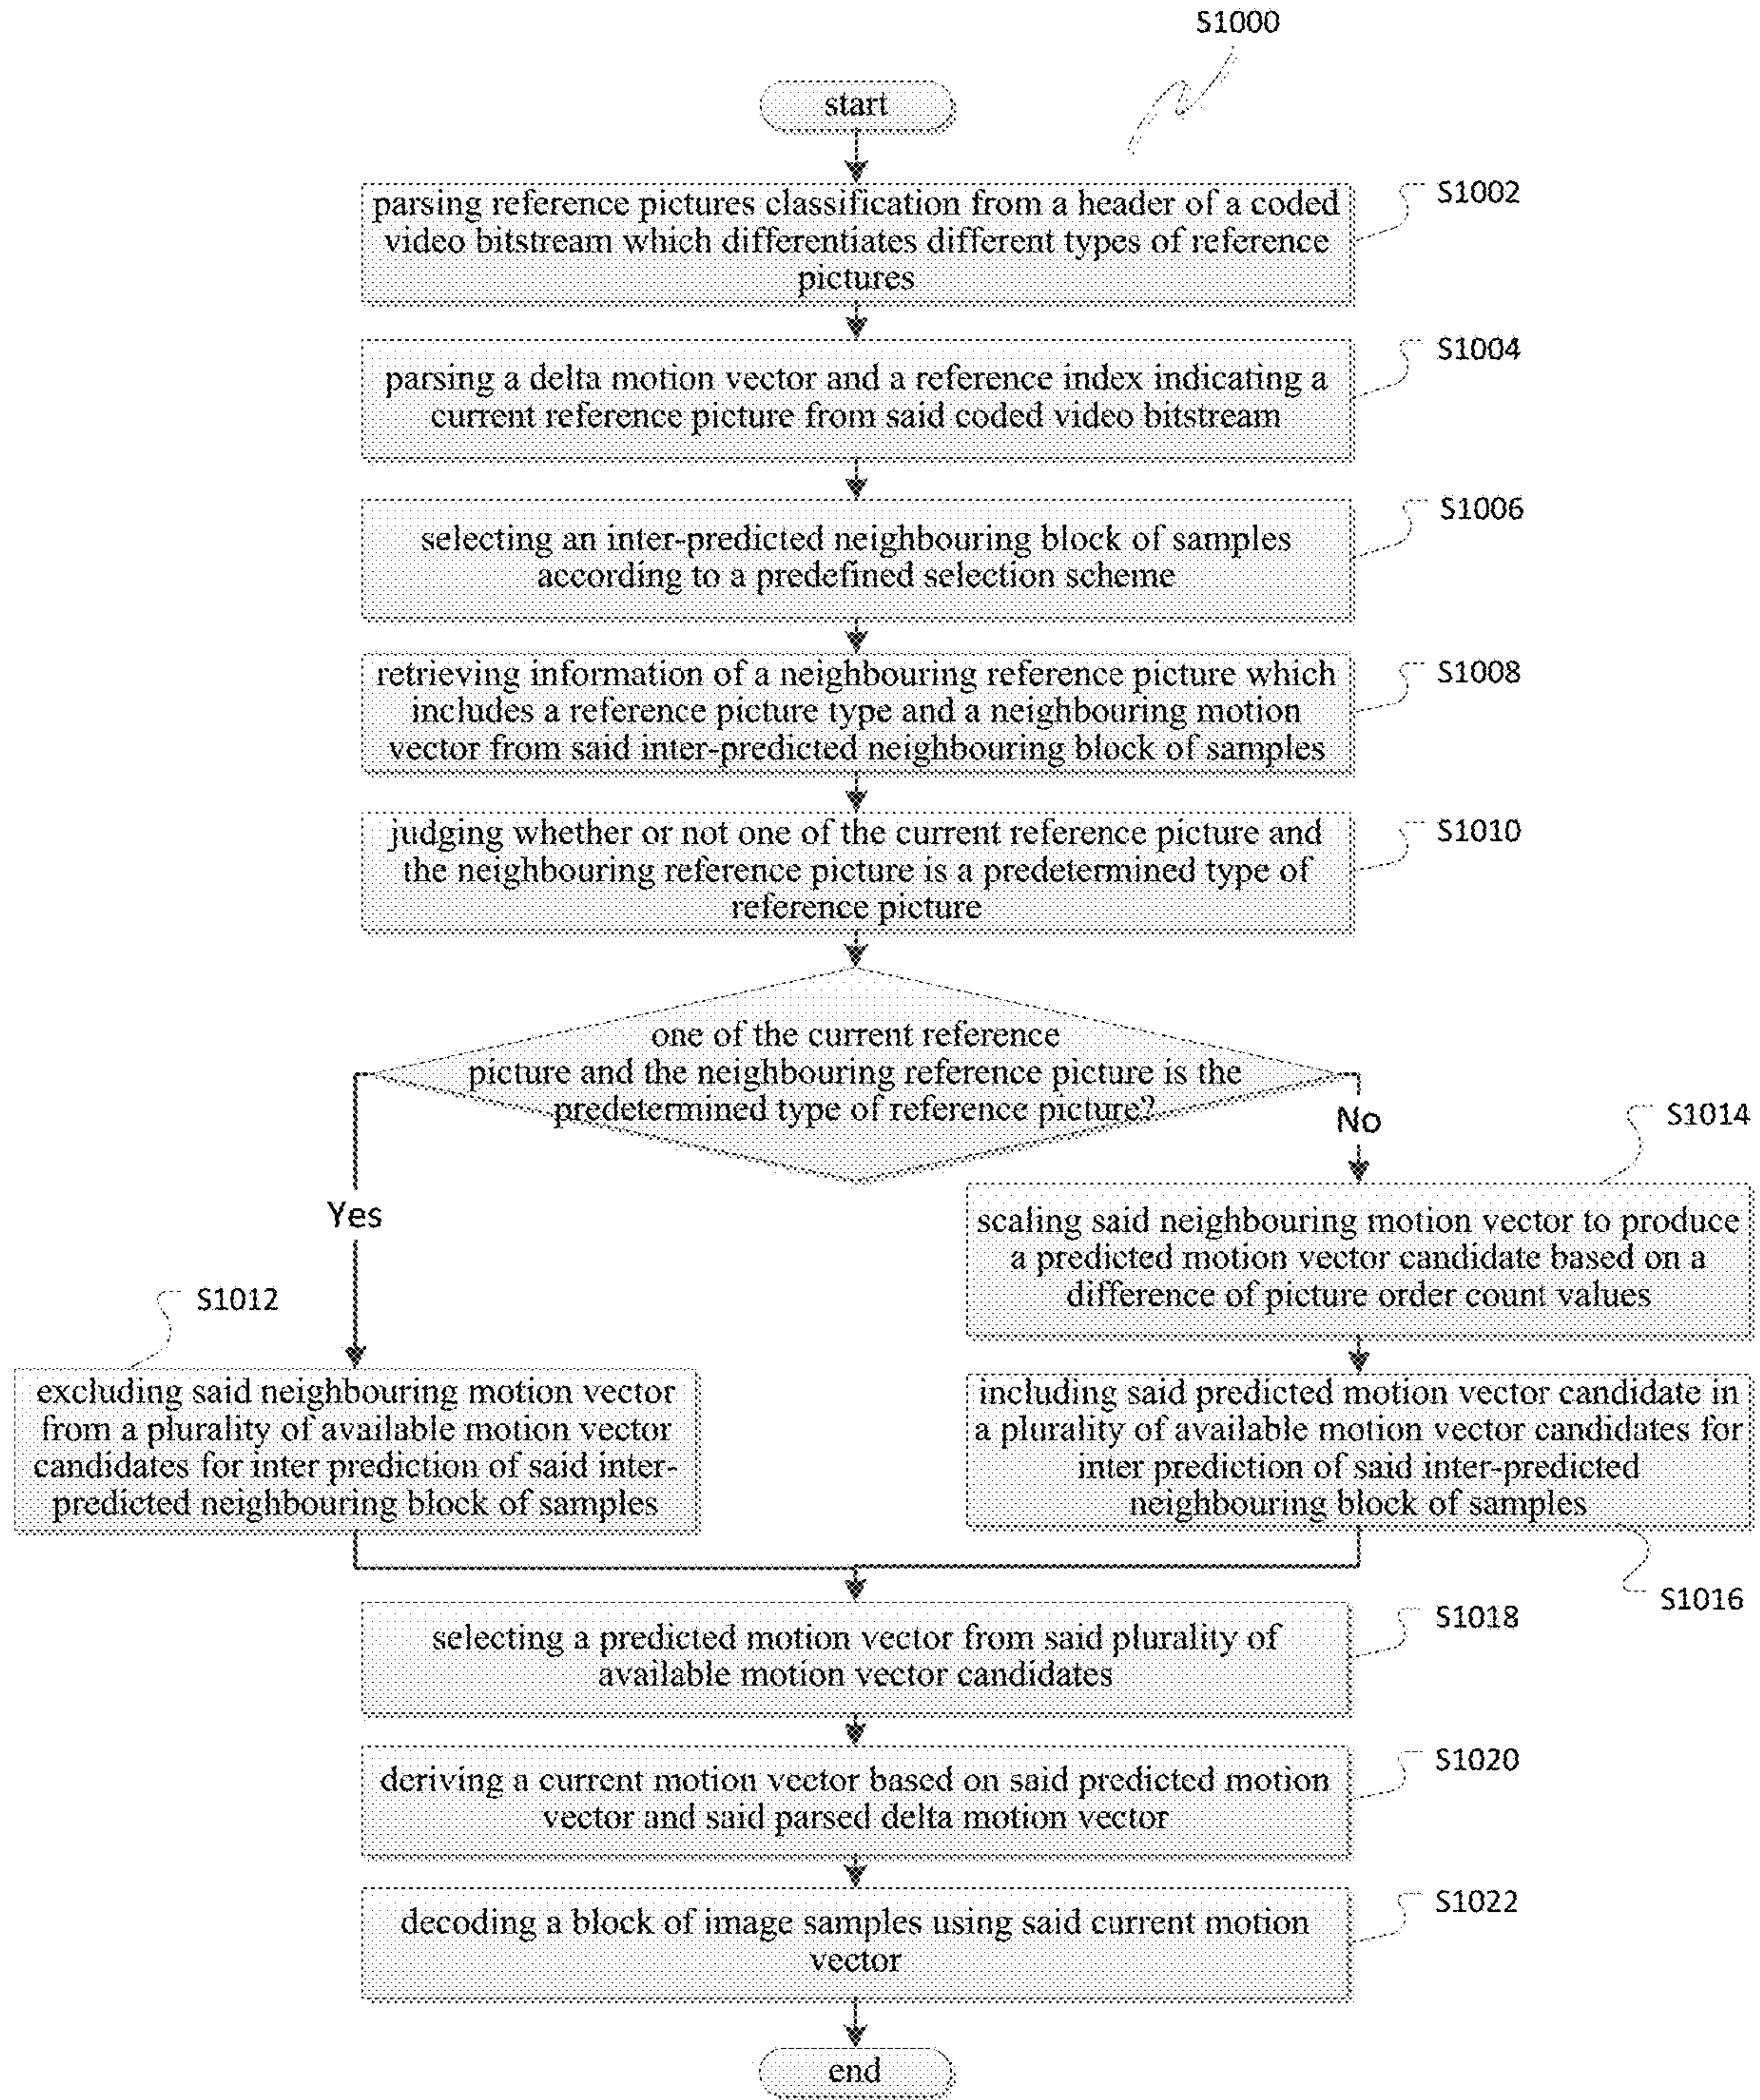 S1000
start
parsing reference pictures classification from a header of a coded
video bitstream which differentiates different types of reference
pictures
S1002
parsing a delta motion vector and a reference index indicating a
current reference picture from said coded video bitstream
S1004
selecting an inter-predicted neighbouring block of samples
according to a predefined selection scheme
S1006
retrieving information of a neighbouring reference picture which
includes a reference picture type and a neighbouring motion
vector from said inter-predicted neighbouring block of samples
S1008
judging whether or not one of the current reference picture and
the neighbouring reference picture is a predetermined type of
reference picture
S1010
one of the current reference
picture and the neighbouring reference picture is the
predetermined type of reference picture?
Yes
No
S1014
scaling said neighbouring motion vector to produce
a predicted motion vector candidate based on a
difference of picture order count values
S1012
excluding said neighbouring motion vector
from a plurality of available motion vector
candidates for inter prediction of said inter-
predicted neighbouring block of samples
including said predicted motion vector candidate in
a plurality of available motion vector candidates for
inter prediction of said inter-predicted
neighbouring block of samples
S1016
selecting a predicted motion vector from said plurality of
available motion vector candidates
S1018
deriving a current motion vector based on said predicted motion
vector and said parsed delta motion vector
S1020
decoding a block of image samples using said current motion
vector
S1022
end